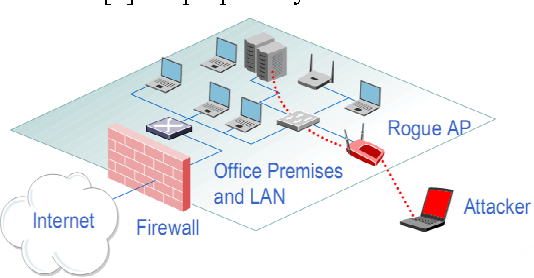 Rogue AP
Office Premises
and LAN
Attacker
Internet
Firewall